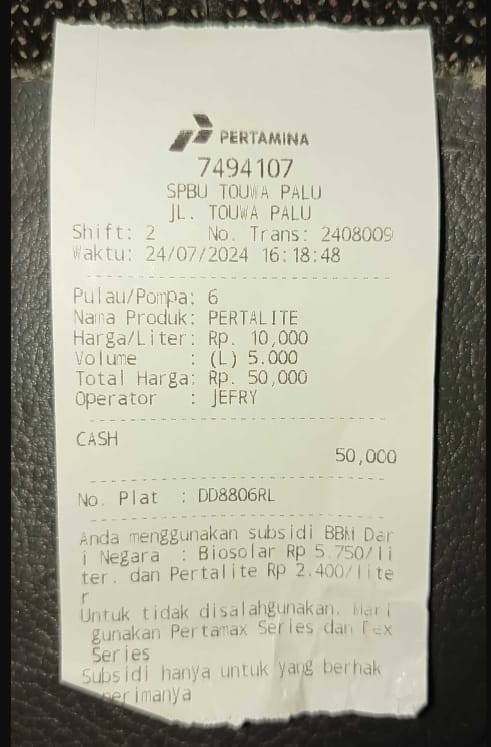 PERTAMINA
7494107
SPBU TOUWA PALU
JL. TOUWA PALU
Shift: 2 No. Trans: 2408009
Waktu: 24/07/2024 16:18:48
Pulau/Pompa: 6
Nama Produk: PERTALITE
Harga/Liter: Rp. 10,000
Volume : (L) 5.000
Total Harga: Rp. 50,000
Operator : JEFRY
CASH
50,000
No. Plat : DD8806RL
Anda menggunakan subsidi BBM Dar
i Negara : Biosolar Rp 5.750/li
ter. dan Pertalite Rp 2.400/lite
r
Untuk tidak disalahgunakan. Mari
gunakan Pertamax Series dan Dex
Series
Subsidi hanya untuk yang berhak
erimanya